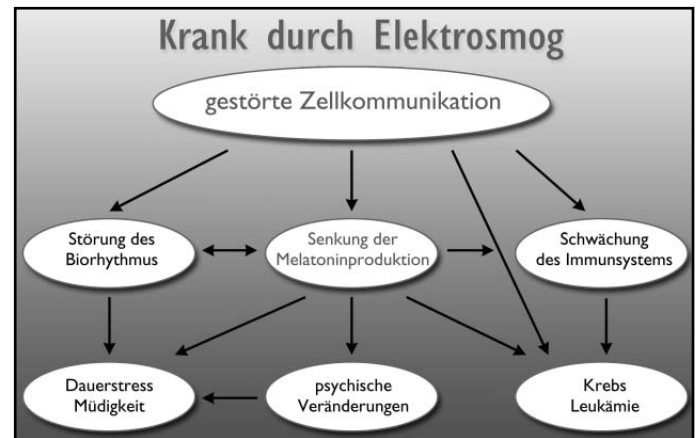 Krank durch Elektrosmog
gestörte Zellkommunikation
Störung des
Biorhythmus
Senkung der
Melatoninproduktion
Schwächung
des Immunsystems
Dauerstress
Müdigkeit
psychische
Veränderungen
Krebs
Leukämie